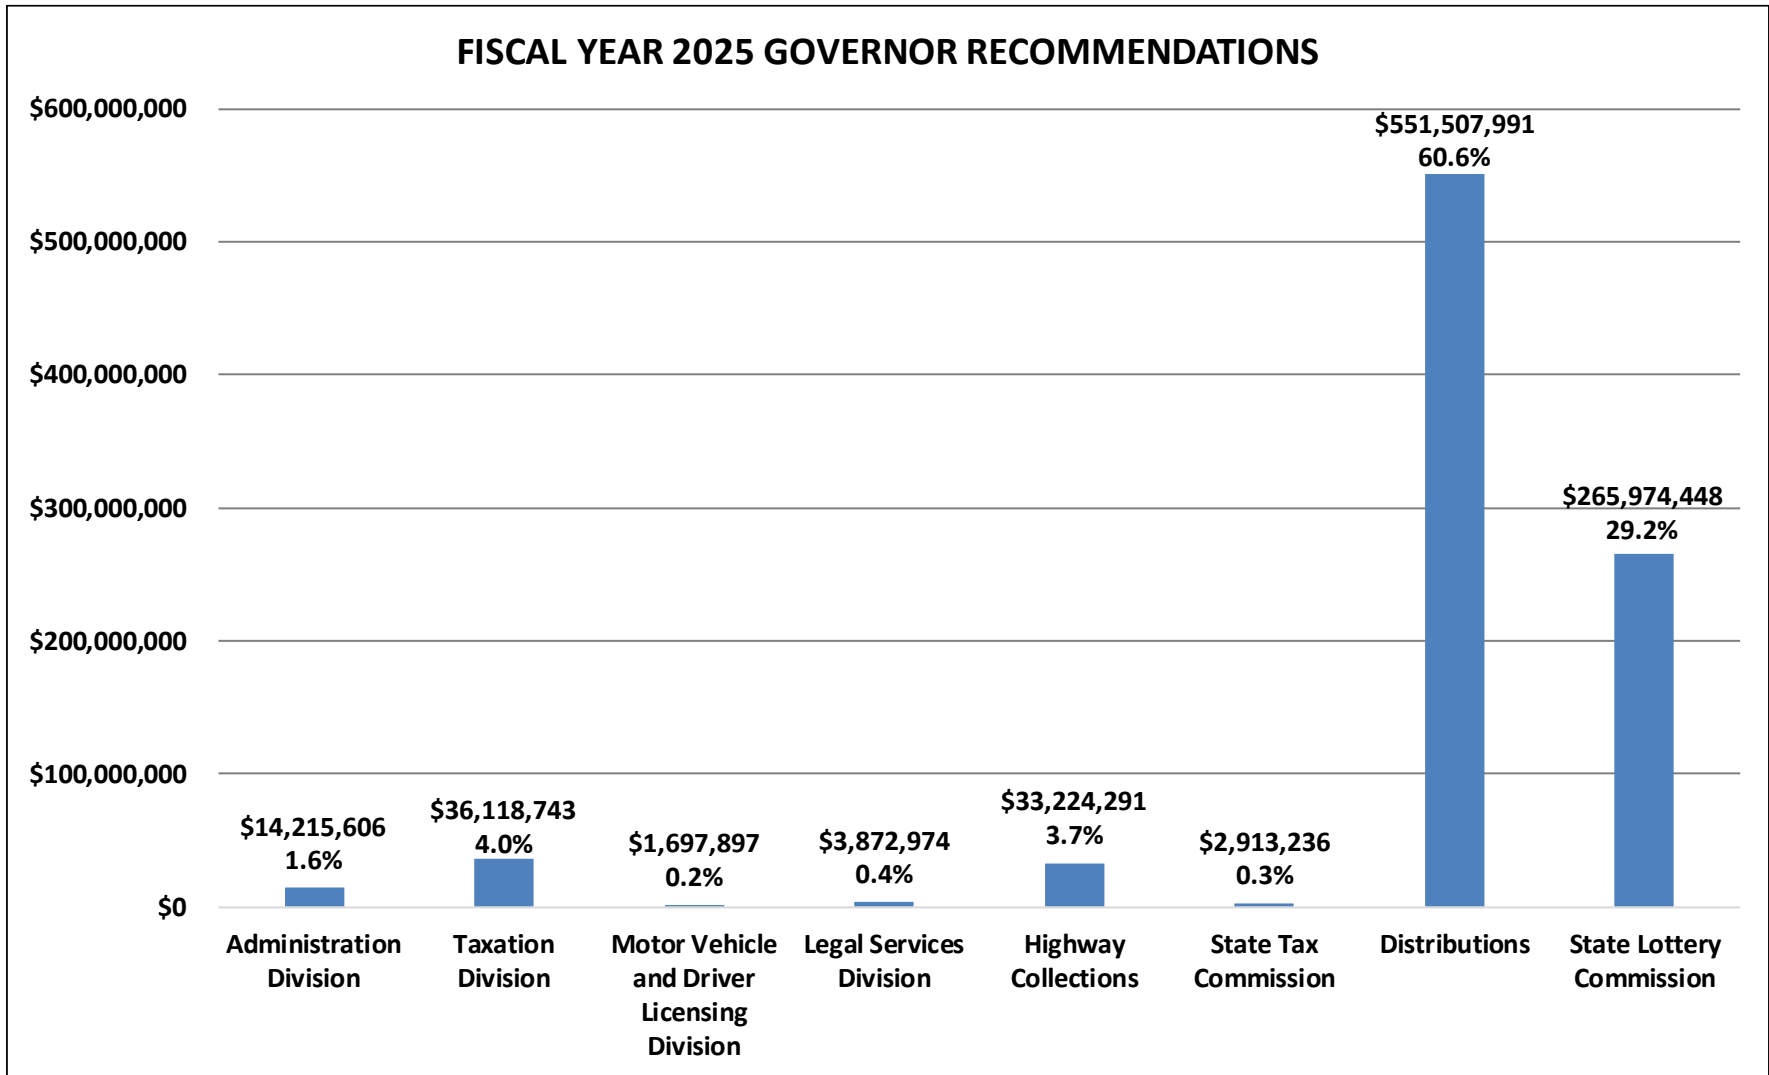 FISCAL YEAR 2025 GOVERNOR RECOMMENDATIONS
$600,000,000
$500,000,000
$400,000,000
$300,000,000
$200,000,000
$100,000,000
$0
$14,215,606
1.6%
$36,118,743
4.0%
$1,697,897
0.2%
$3,872,974
0.4%
$33,224,291
3.7%
$2,913,236
0.3%
$551,507,991
60.6%
$265,974,448
29.2%
Administration
Division
Taxation
Division
Motor Vehicle
and Driver
Licensing
Division
Legal Services
Division
Highway
Collections
State Tax
Commission
Distributions
State Lottery
Commission